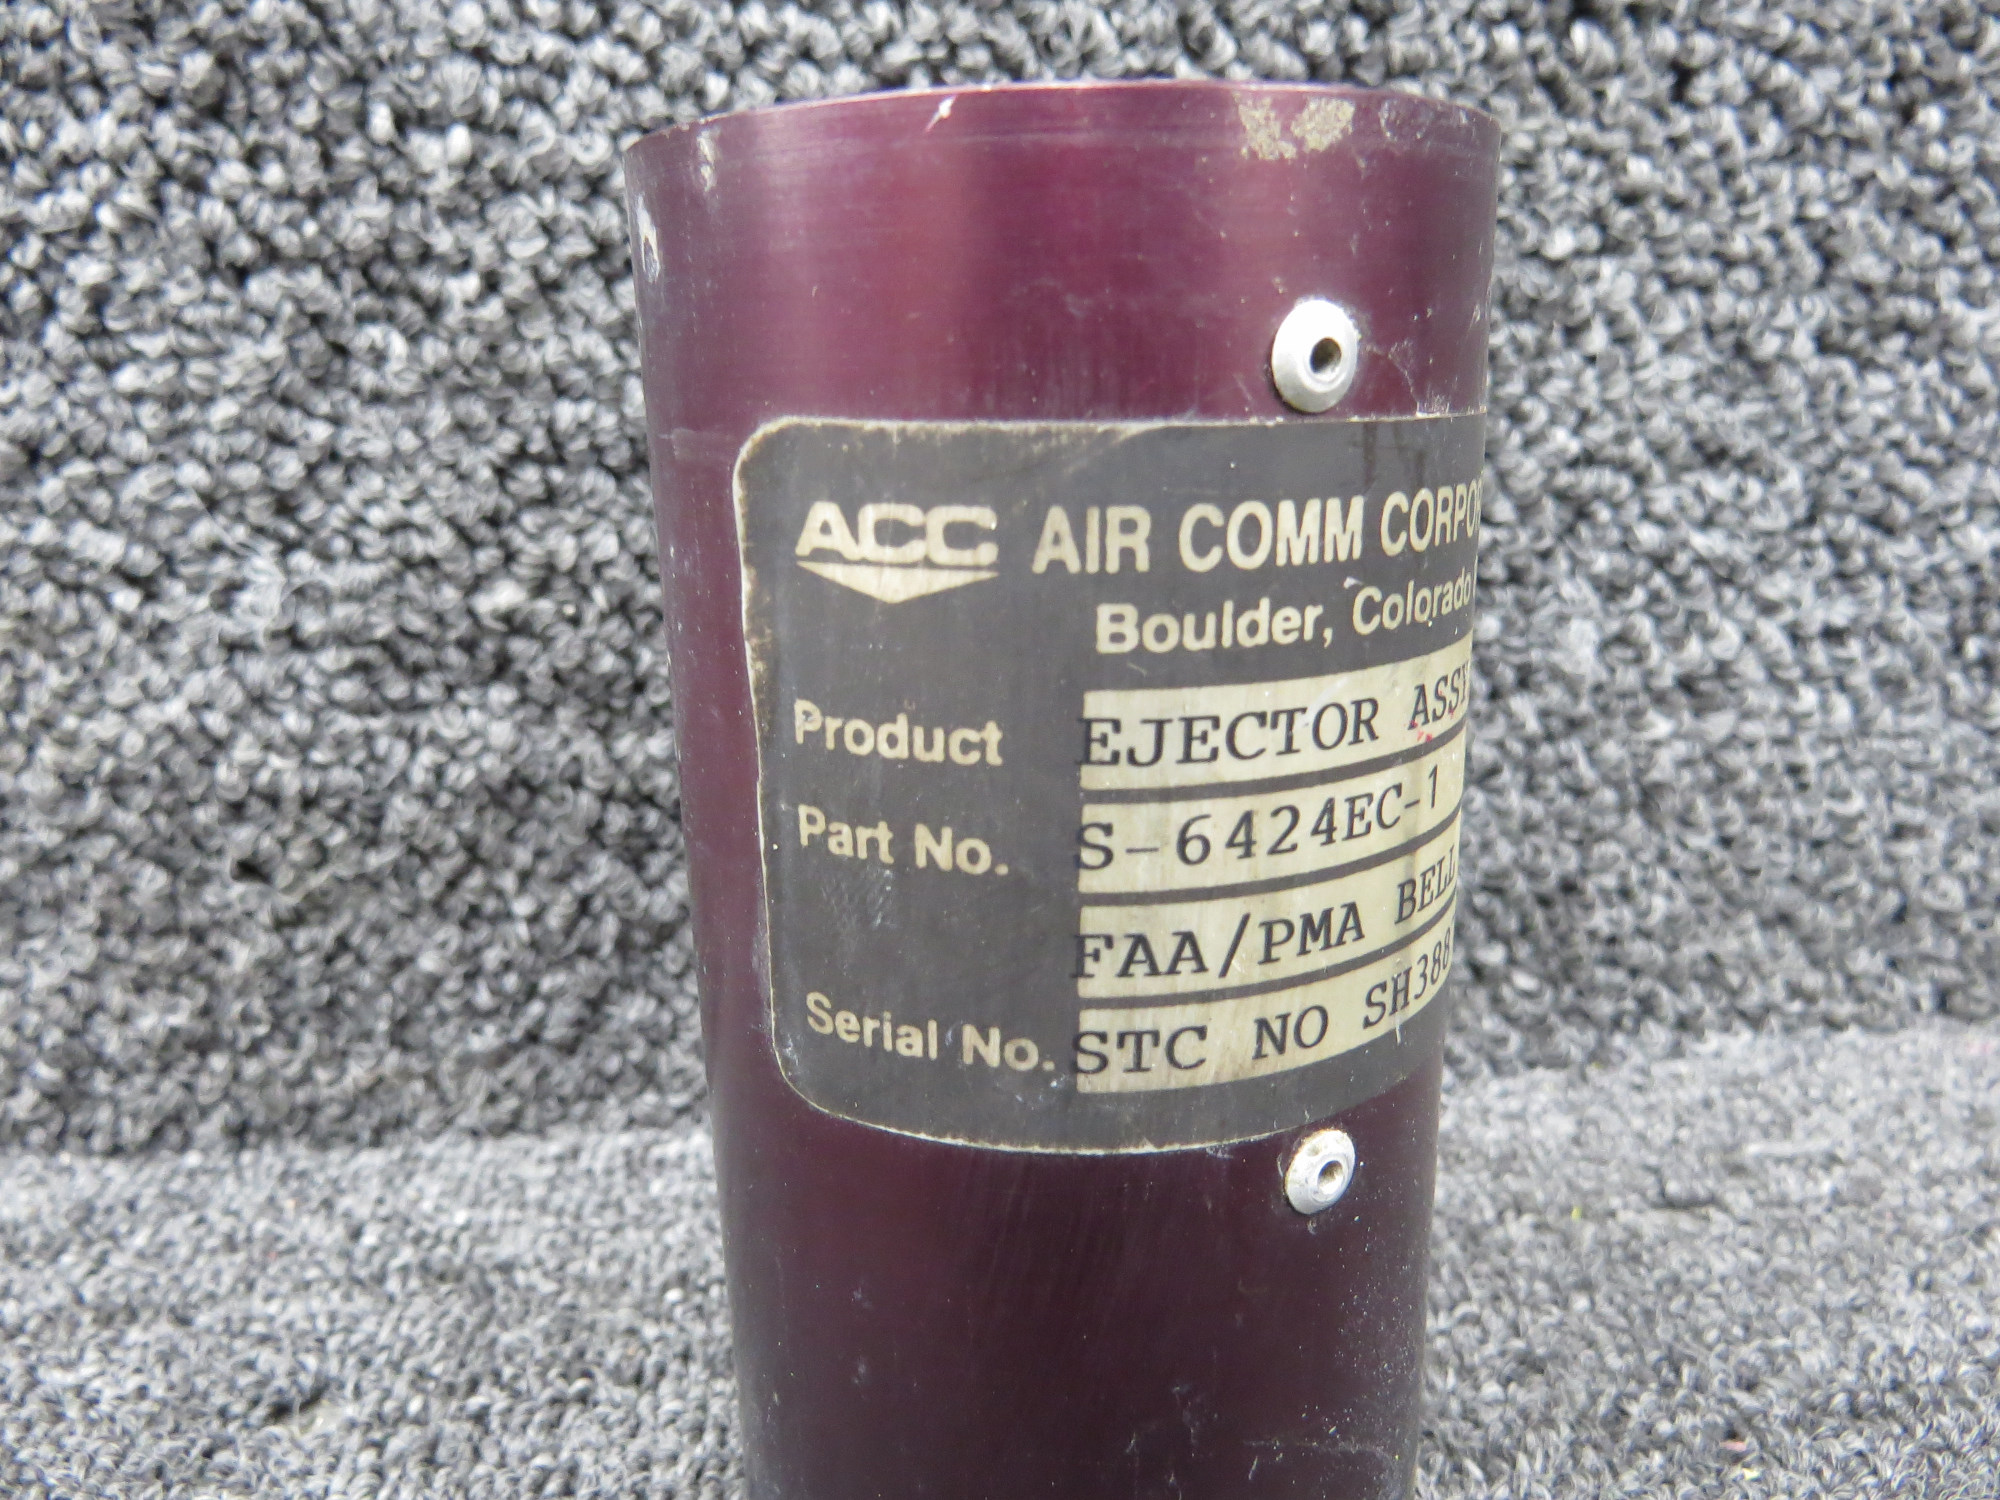 ACC AIR COMM
Boulder, Colorado
Product EJECTOR ASSY
Part No. S-6424EC-1
FAA/PMA BELL
Serial No. STC NO SH388